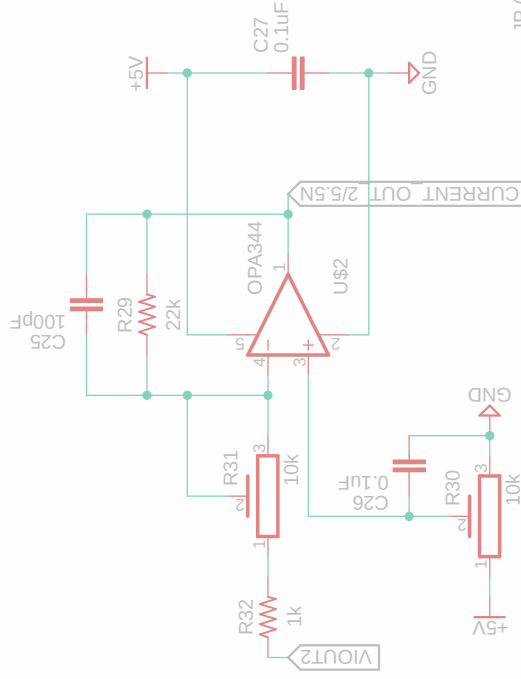 JP
C27
0.1uF
+5V
GND
CURRENT_OUT_2/5.5N
1
OPA344
U$2
C25
100pF
R29
22k
5
2
4
3
GND
R31
3
10k
2
1
C26
0.1uF
R30
3
10k
2
1
R32
1k
+5V
VIOUT2